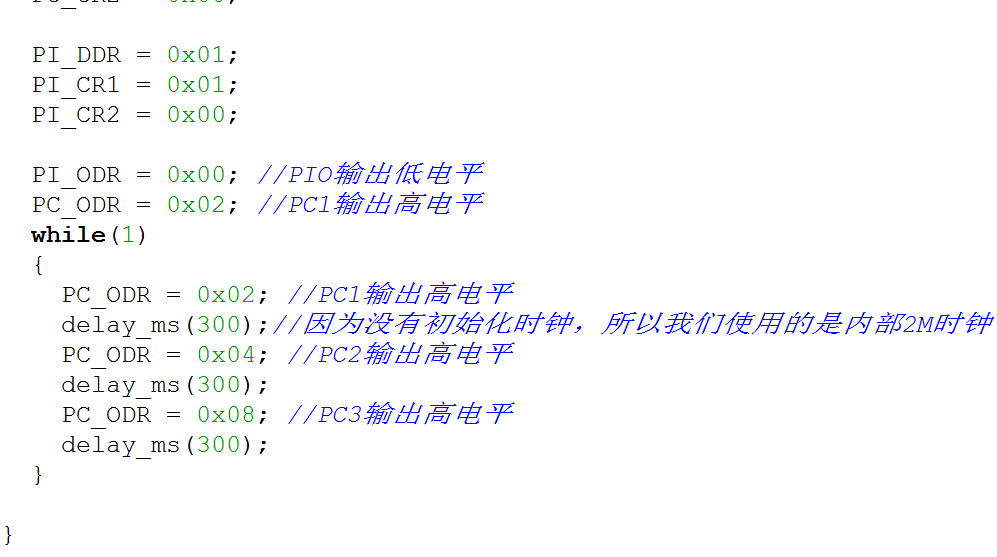 PI_DDR = 0x01;
PI_CR1 = 0x01;
PI_CR2 = 0x00;
PI_ODR = 0x00; //PI0输出低电平
PC_ODR = 0x02; //PC1输出高电平
while(1)
{
PC_ODR = 0x02; //PC1输出高电平
delay_ms(300);//因为没有初始化时钟，所以我们使用的是内部2M时钟
PC_ODR = 0x04; //PC2输出高电平
delay_ms(300);
PC_ODR = 0x08; //PC3输出高电平
delay_ms(300);
}
}